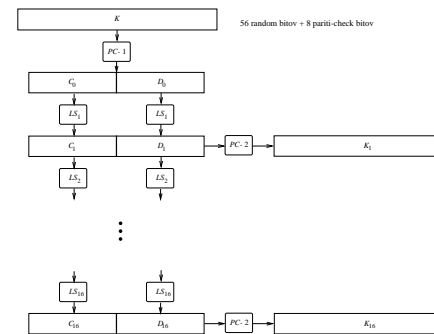 K
56 random bitov + 8 pariti-check bitov
PC- 1
C0 D0
LS1 LS1
C1 D1 PC- 2 K1
LS2 LS2
LS16 LS16
C16 D16 PC- 2 K16